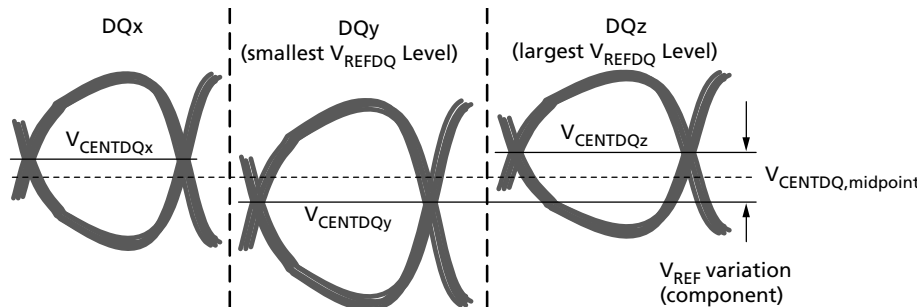 DQx
DQy
(smallest VREFDQ Level)
DQz
(largest VREFDQ Level)
VCENTDQx
VCENTDQz
VCENTDQ,midpoint
VCENTDQy
VREF variation
(component)